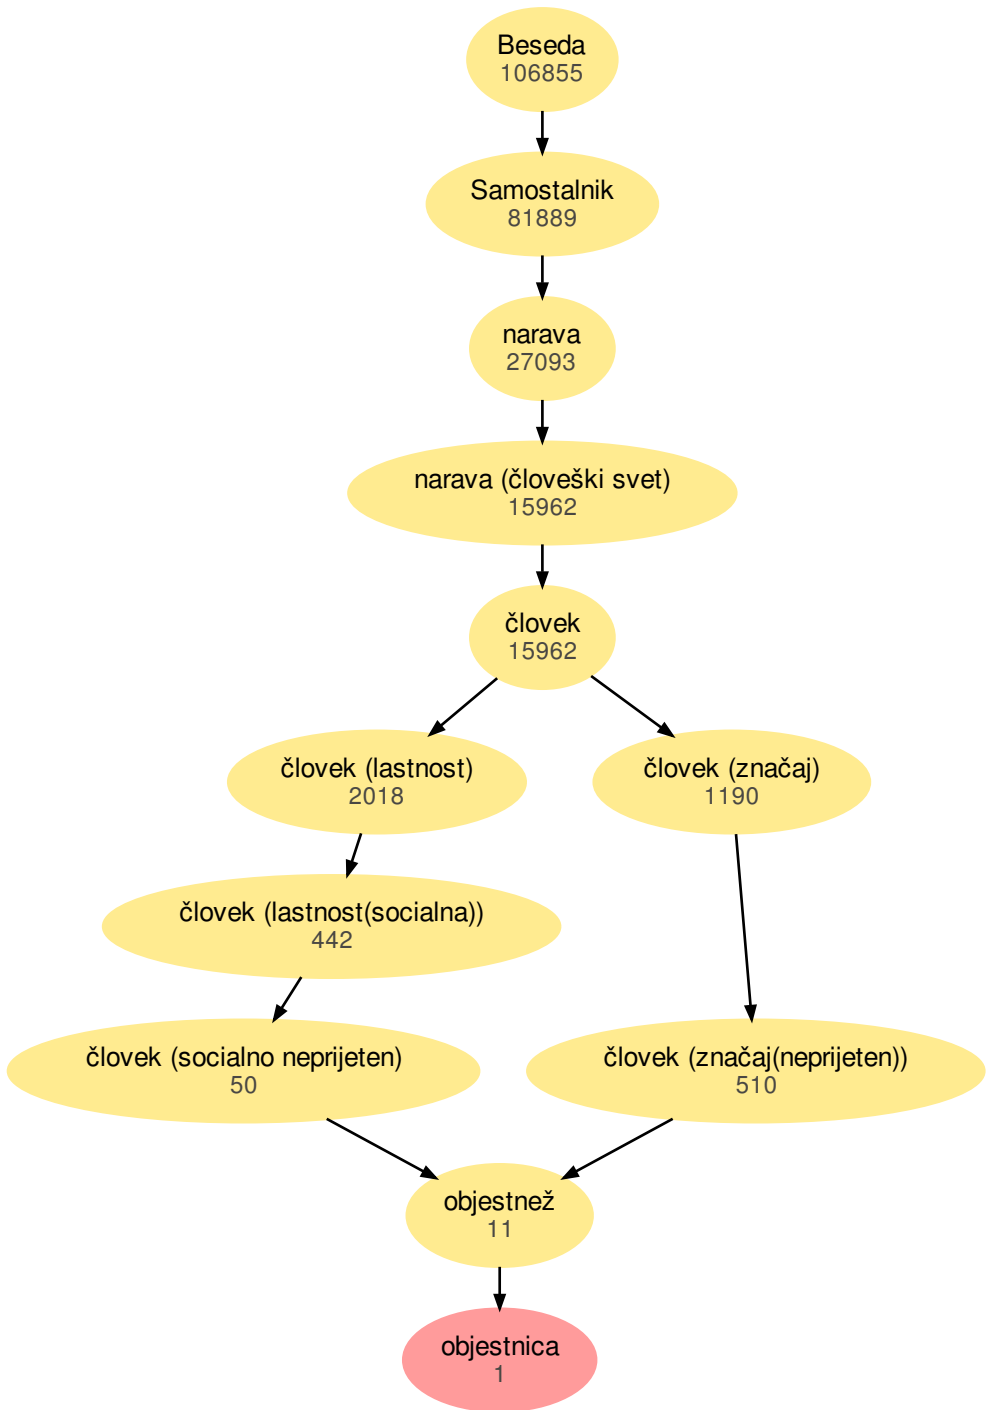 Beseda
106855
Samostalnik
81889
narava
27093
narava (človeški svet)
15962
človek
15962
človek (lastnost)
2018
človek (značaj)
1190
človek (lastnost(socialna))
442
človek (socialno neprijeten)
50
človek (značaj(neprijeten))
510
objestnež
11
objestnica
1